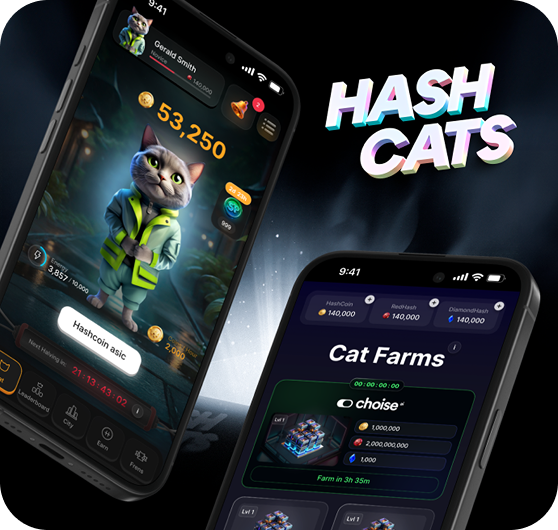 9:41
Gerald Smith
Novice
140,000
2
53,250
999
Energy
3,857 / 10,000
Hashcoin asic
2,000
Next Halving in:
21:13:43:02
i
Leaderboard
City
Earn
Frens
HASH
CATS
9:41
HashCoin
140,000
RedHash
140,000
DiamondHash
140,000
Cat Farms
i
00:00:00:00
choise
Lvl 1
1,000,000
2,000,000,000
1,000
Farm in 3h 35m
Lvl 1
Lvl 1